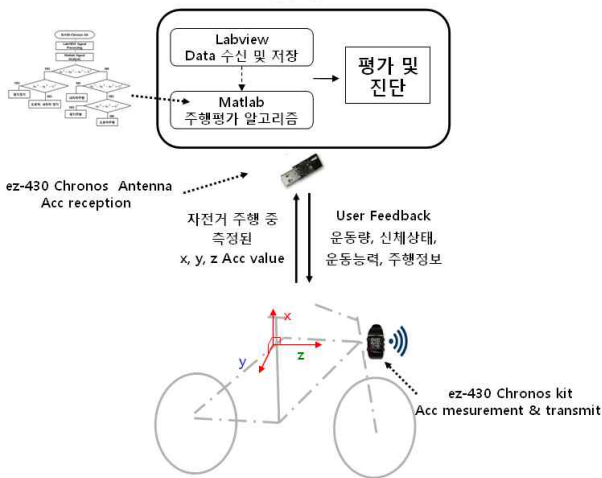 Labview
Data 수신 및 저장
Matlab
주행평가 알고리즘
평가 및
진단
ez-430 Chronos Antenna
Acc reception
자전거 주행 중
측정된
x, y, z Acc value
User Feedback
운동량, 신체상태,
운동능력, 주행정보
x
y
z
ez-430 Chronos kit
Acc mesurement & transmit